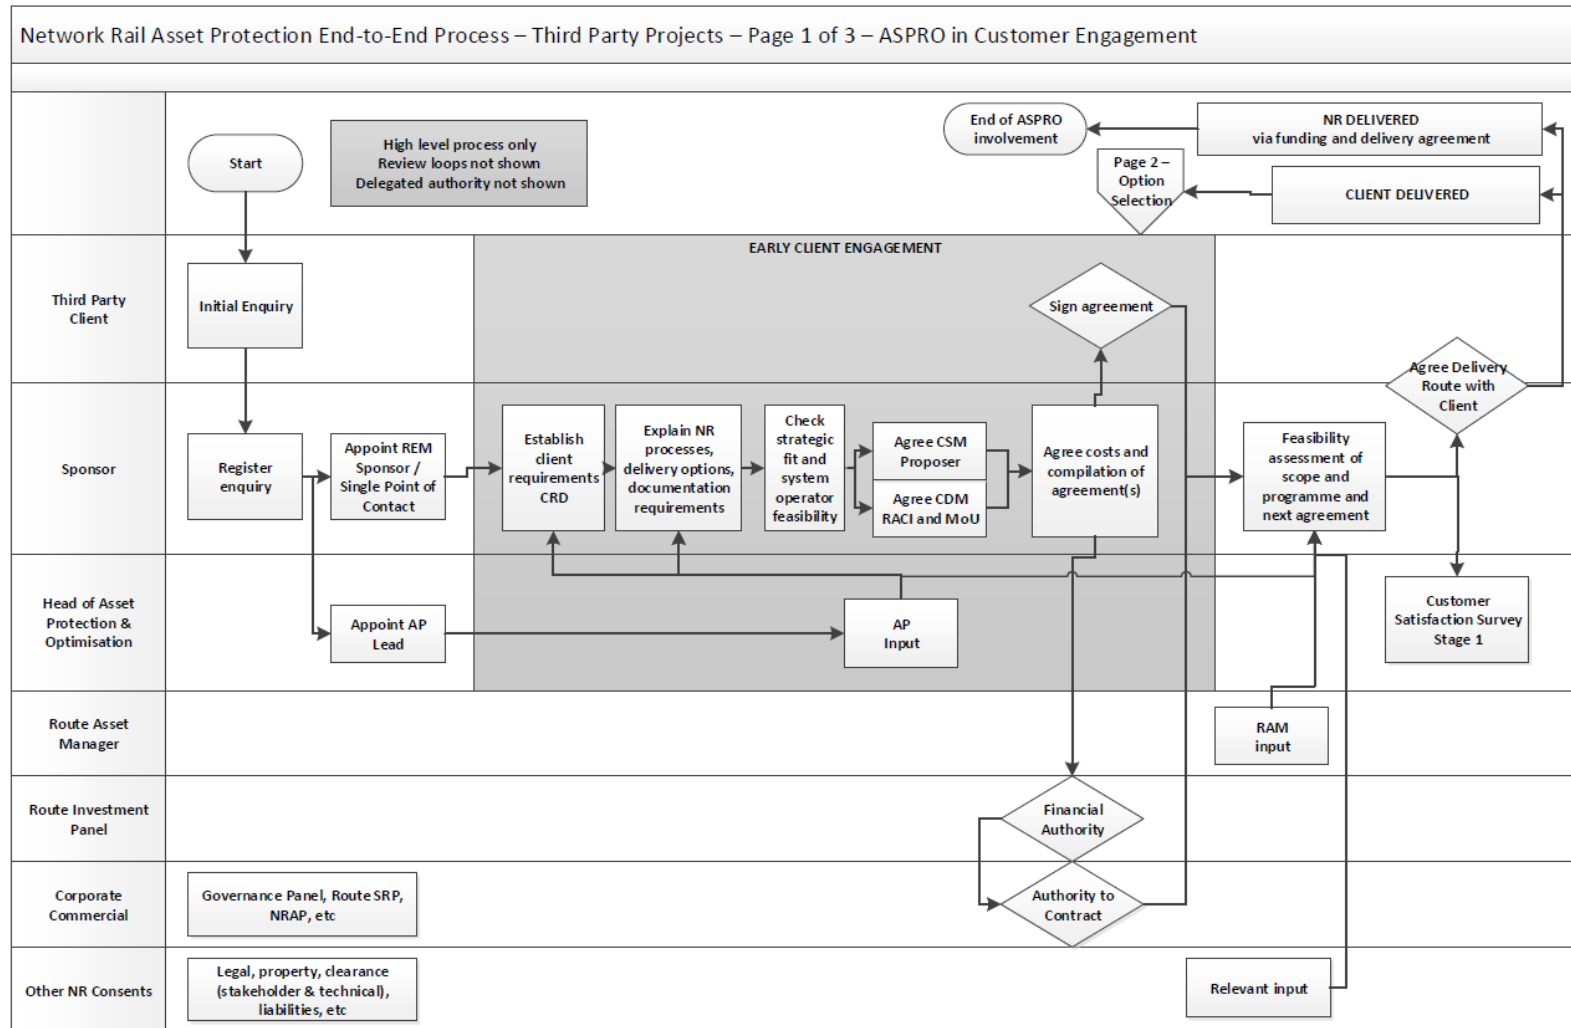 Network Rail Asset Protection End-to-End Process – Third Party Projects – Page 1 of 3 – ASPRO in Customer Engagement
Start
High level process only
Review loops not shown
Delegated authority not shown
End of ASPRO
involvement
NR DELIVERED
via funding and delivery agreement
Page 2 –
Option
Selection
CLIENT DELIVERED
EARLY CLIENT ENGAGEMENT
Third Party
Client
Initial Enquiry
Sign agreement
Agree Delivery
Route with
Client
Sponsor
Register
enquiry
Appoint REM
Sponsor /
Single Point of
Contact
Establish
client
requirements
CRD
Explain NR
processes,
delivery options,
documentation
requirements
Check
strategic
fit and
system
operator
feasibility
Agree CSM
Proposer
Agree CDM
RACI and MoU
Agree costs and
compilation of
agreement(s)
Feasibility
assessment of
scope and
programme and
next agreement
Head of Asset
Protection &
Optimisation
Appoint AP
Lead
AP
Input
Customer
Satisfaction Survey
Stage 1
Route Asset
Manager
RAM
input
Route Investment
Panel
Financial
Authority
Corporate
Commercial
Governance Panel, Route SRP,
NRAP, etc
Authority to
Contract
Other NR Consents
Legal, property, clearance
(stakeholder & technical),
liabilities, etc
Relevant input